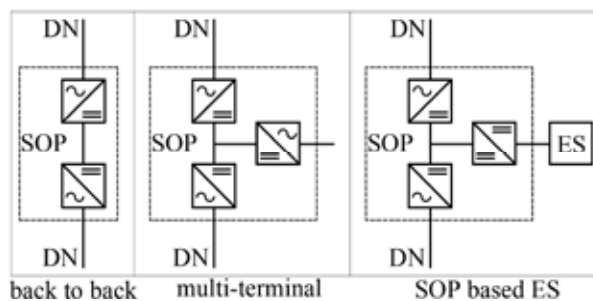 DN DN DN
SOP SOP SOP ES
DN DN DN
back to back multi-terminal SOP based ES